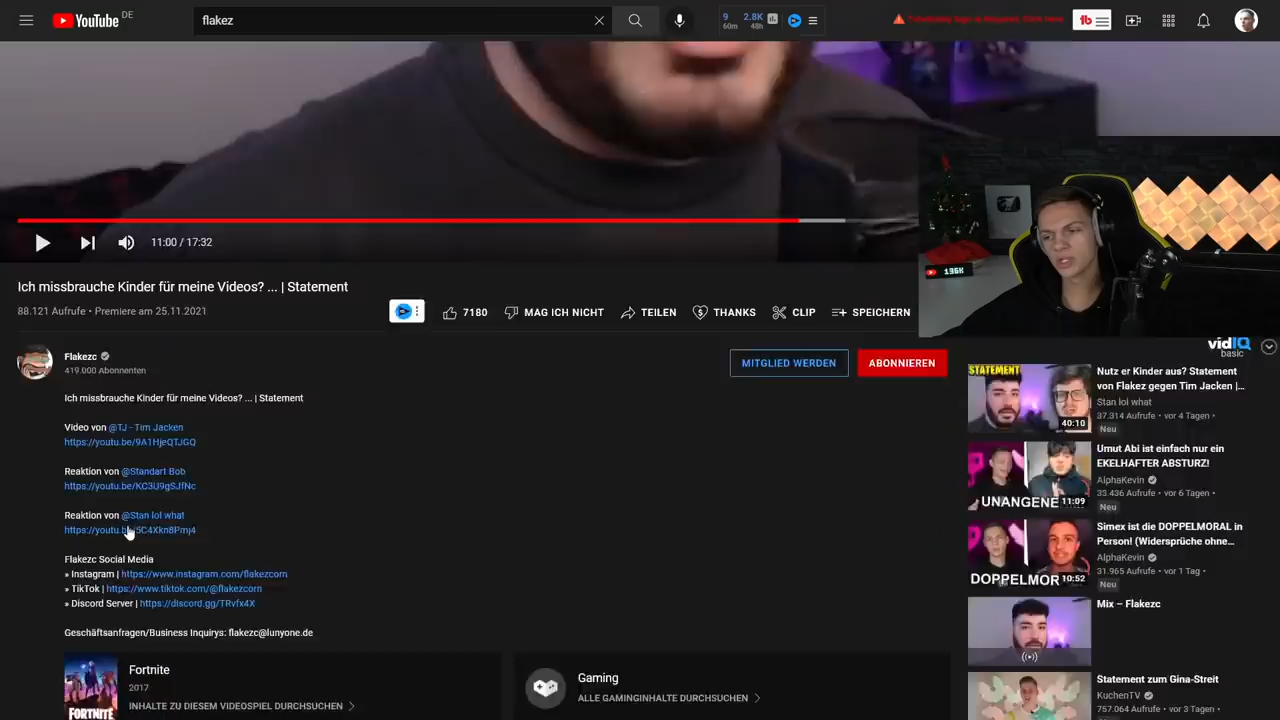 YouTube DE
flakez
9 2.8K
60m 48h
tb
136K
11:00 / 17:32
Ich missbrauche Kinder für meine Videos? ... | Statement
88.121 Aufrufe • Premiere am 25.11.2021
7180 MAG ICH NICHT TEILEN THANKS CLIP SPEICHERN
Flakezc
419.000 Abonnenten
MITGLIED WERDEN ABONNIEREN
Ich missbrauche Kinder für meine Videos? ... | Statement
Video von @TJ - Tim Jacken
https://youtu.be/9A1HjeQTJGQ
Reaktion von @Standart Bob
https://youtu.be/KC3U9gSJfNc
Reaktion von @Stan lol what
Flakezc Social Media
» Instagram | https://www.instagram.com/flakezcorn
» TikTok | https://www.tiktok.com/@flakezcorn
» Discord Server | https://discord.gg/TRvfx4X
Geschäftsanfragen/Business Inquirys: flakezc@lunyone.de
FORTNITE
Fortnite
2017
INHALTE ZU DIESEM VIDEOSPIEL DURCHSUCHEN
Gaming
ALLE GAMINGINHALTE DURCHSUCHEN
vidIQ
basic
STATEMENT
40:10
Nutz er Kinder aus? Statement
von Flakez gegen Tim Jacken |...
Stan lol what
37.314 Aufrufe • vor 4 Tagen •
Neu
UNANGENE
11:09
Umut Abi ist einfach nur ein
EKELHAFTER ABSTURZ!
AlphaKevin
33.436 Aufrufe • vor 6 Tagen •
Neu
DOPPELMOR
10:52
Simex ist die DOPPELMORAL in
Person! (Widersprüche ohne...
AlphaKevin
31.965 Aufrufe • vor 1 Tag •
Neu
Mix – Flakezc
Statement zum Gina-Streit
KuchenTV
757.064 Aufrufe • vor 3 Tagen •